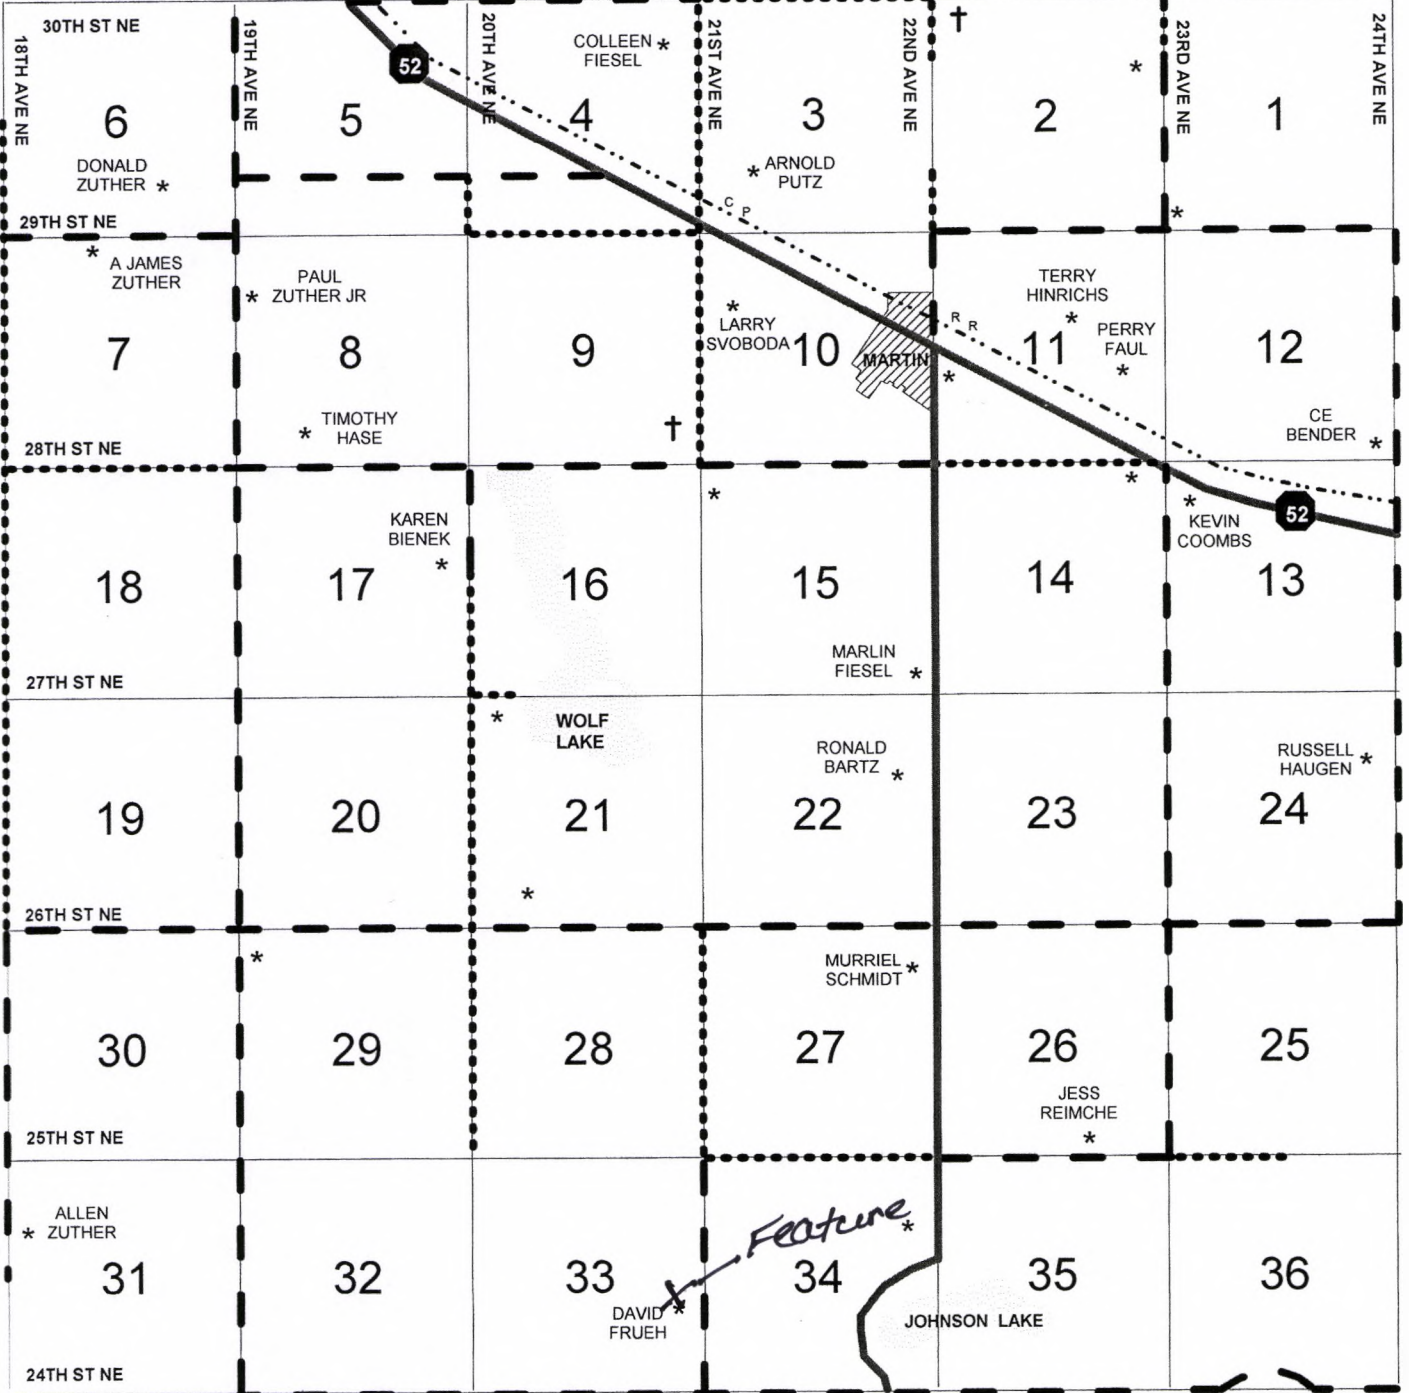 30TH ST NE
18TH AVE NE
19TH AVE NE
20TH AVE NE
21ST AVE NE
22ND AVE NE
23RD AVE NE
24TH AVE NE
52
COLLEEN
FIESEL
6
5
4
3
2
1
DONALD
ZUTHER
ARNOLD
PUTZ
C P
29TH ST NE
A JAMES
ZUTHER
PAUL
ZUTHER JR
TERRY
HINRICHS
LARRY
SVOBODA
R R
PERRY
FAUL
7
8
9
10
MARTIN
11
12
TIMOTHY
HASE
CE
BENDER
28TH ST NE
KAREN
BIENEK
52
KEVIN
COOMBS
18
17
16
15
14
13
MARLIN
FIESEL
27TH ST NE
WOLF
LAKE
RONALD
BARTZ
RUSSELL
HAUGEN
19
20
21
22
23
24
26TH ST NE
MURRIEL
SCHMIDT
30
29
28
27
26
25
JESS
REIMCHE
25TH ST NE
ALLEN
ZUTHER
Feature
31
32
33
34
35
36
DAVID
FRUEH
JOHNSON LAKE
24TH ST NE